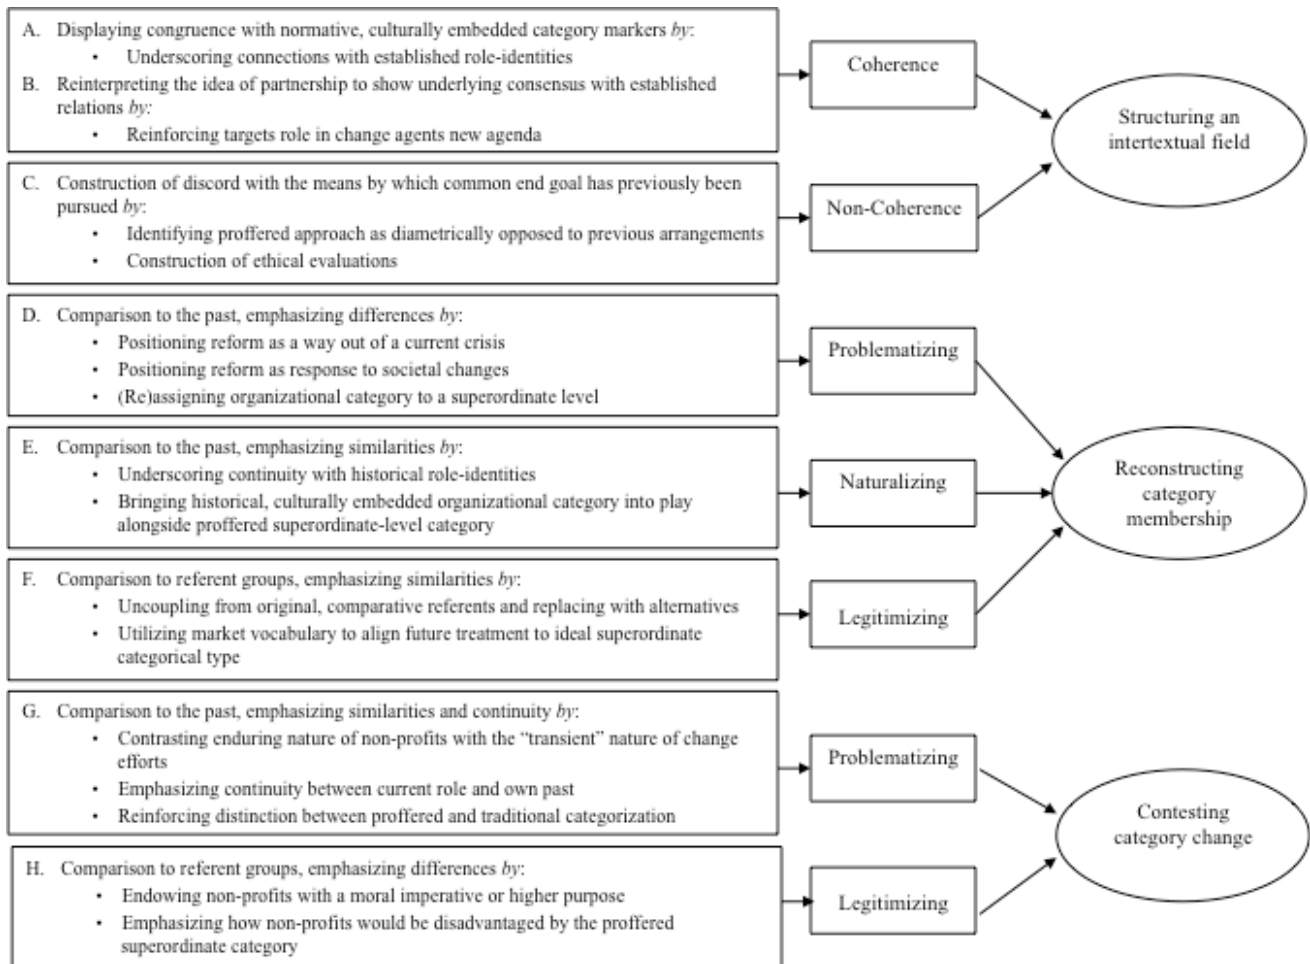 A. Displaying congruence with normative, culturally embedded category markers by:
• Underscoring connections with established role-identities
B. Reinterpreting the idea of partnership to show underlying consensus with established
relations by:
• Reinforcing targets role in change agents new agenda
Coherence
Structuring an
intertextual field
C. Construction of discord with the means by which common end goal has previously been
pursued by:
• Identifying proffered approach as diametrically opposed to previous arrangements
• Construction of ethical evaluations
Non-Coherence
D. Comparison to the past, emphasizing differences by:
• Positioning reform as a way out of a current crisis
• Positioning reform as response to societal changes
• (Re)assigning organizational category to a superordinate level
Problematizing
E. Comparison to the past, emphasizing similarities by:
• Underscoring continuity with historical role-identities
• Bringing historical, culturally embedded organizational category into play
alongside proffered superordinate-level category
Naturalizing
Reconstructing
category
membership
F. Comparison to referent groups, emphasizing similarities by:
• Uncoupling from original, comparative referents and replacing with alternatives
• Utilizing market vocabulary to align future treatment to ideal superordinate
categorical type
Legitimizing
G. Comparison to the past, emphasizing similarities and continuity by:
• Contrasting enduring nature of non-profits with the “transient” nature of change
efforts
• Emphasizing continuity between current role and own past
• Reinforcing distinction between proffered and traditional categorization
Problematizing
Contesting
category change
H. Comparison to referent groups, emphasizing differences by:
• Endowing non-profits with a moral imperative or higher purpose
• Emphasizing how non-profits would be disadvantaged by the proffered
superordinate category
Legitimizing